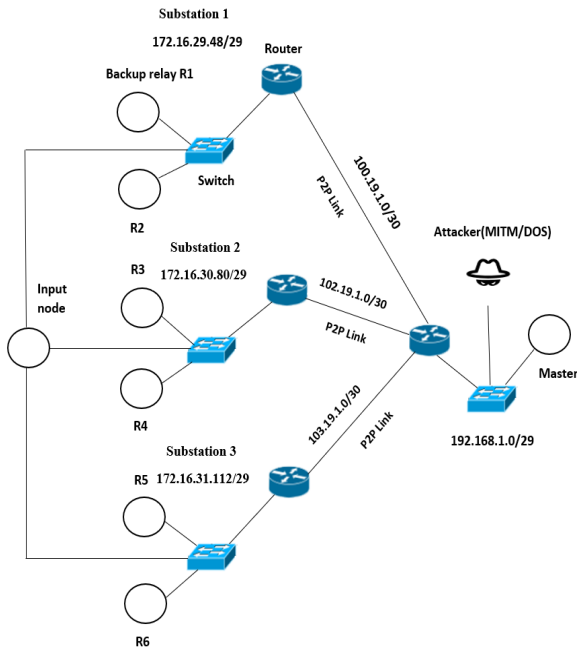 Substation 1
172.16.29.48/29
Router
Backup relay R1
Switch
R2
100.19.1.0/30
P2P Link
Attacker(MITM/DOS)
Substation 2
R3
172.16.30.80/29
102.19.1.0/30
P2P Link
Input
node
R4
Master
103.19.1.0/30
P2P Link
192.168.1.0/29
Substation 3
R5
172.16.31.112/29
R6